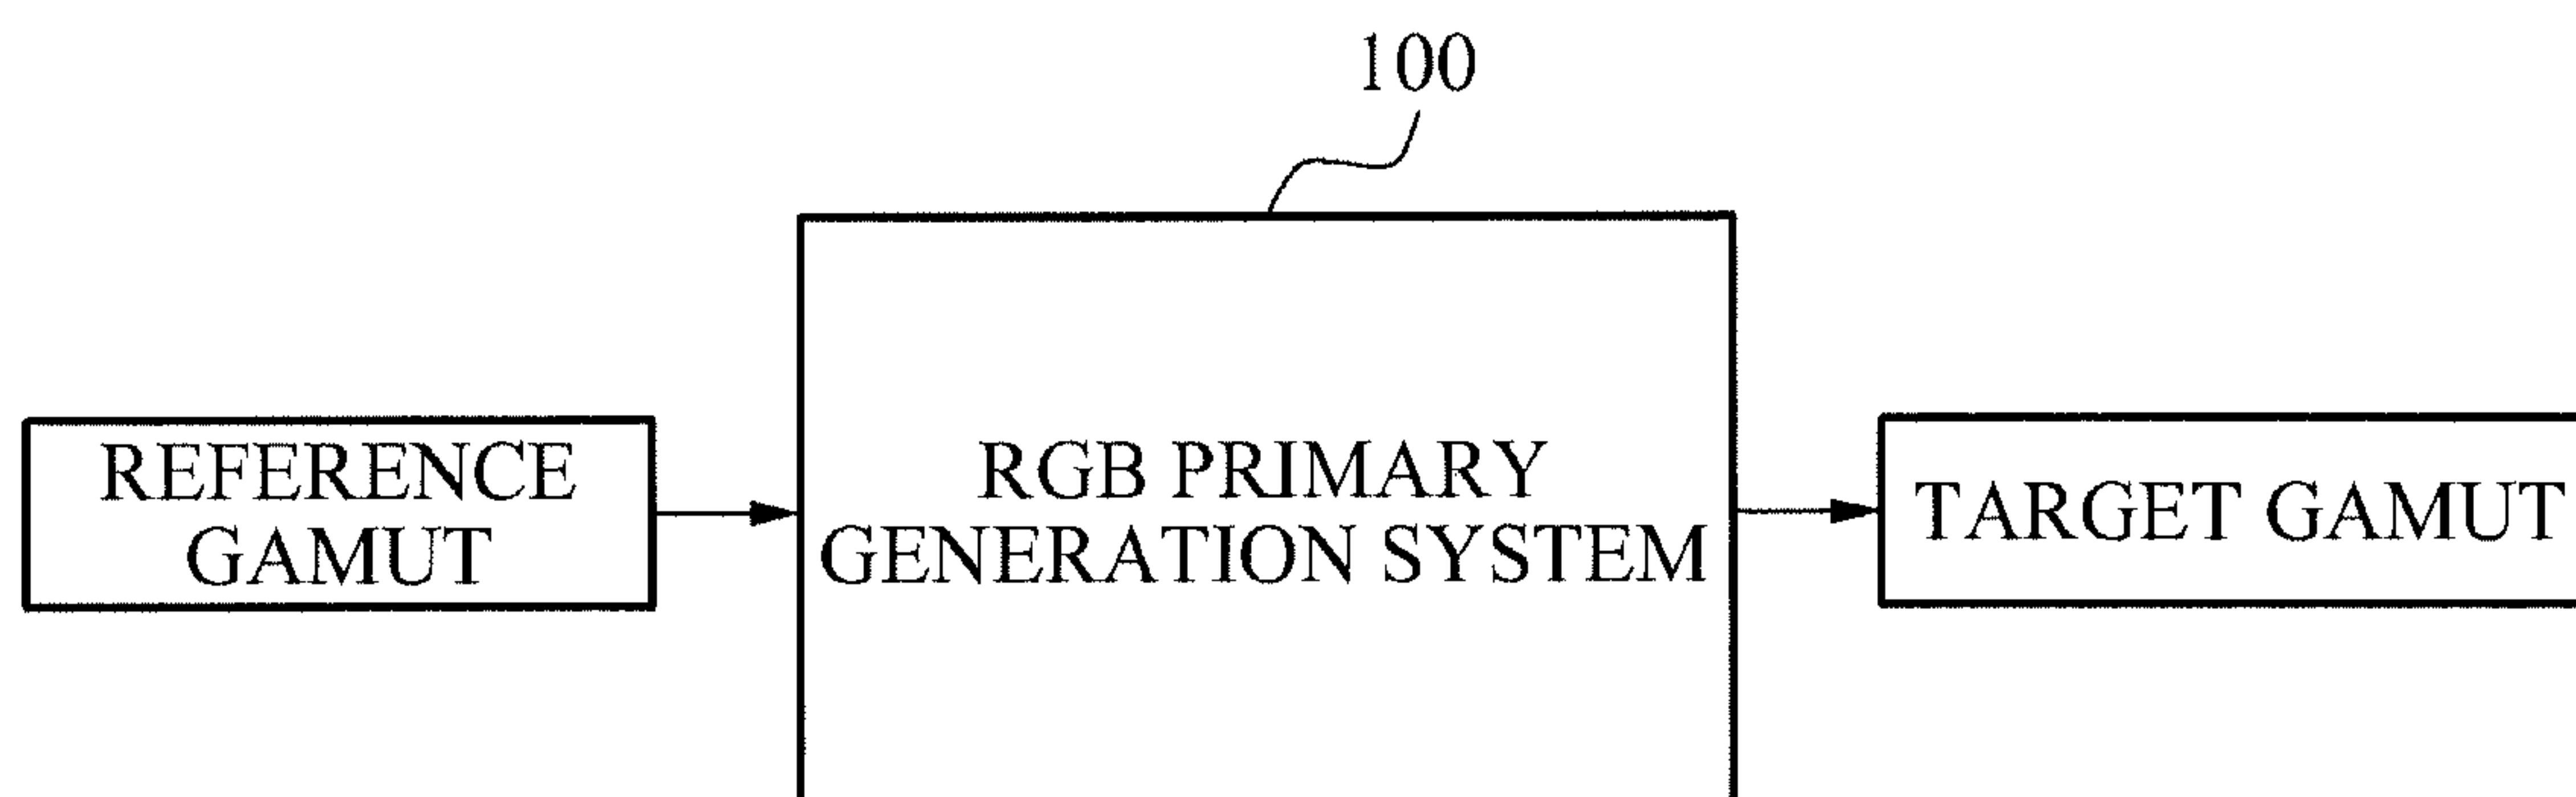 100
REFERENCE
GAMUT
RGB PRIMARY
GENERATION SYSTEM
TARGET GAMUT